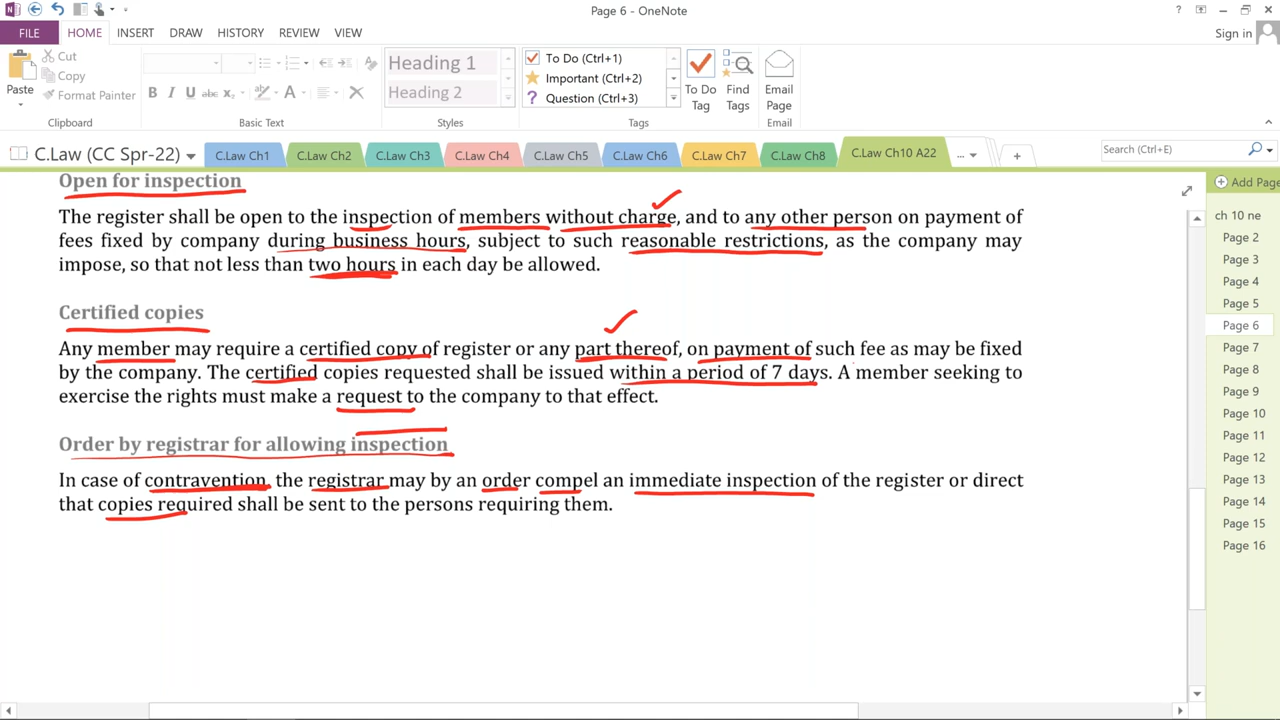 Page 6 - OneNote
?
FILE
HOME
INSERT
DRAW
HISTORY
REVIEW
VIEW
Sign in
Paste
Cut
Copy
Format Painter
Clipboard
B I U abc x₂ A
Basic Text
Heading 1
Heading 2
Styles
To Do (Ctrl+1)
Important (Ctrl+2)
? Question (Ctrl+3)
To Do Tag
Find Tags
Tags
Email Page
Email
C.Law (CC Spr-22)
C.Law Ch1
C.Law Ch2
C.Law Ch3
C.Law Ch4
C.Law Ch5
C.Law Ch6
C.Law Ch7
C.Law Ch8
C.Law Ch10 A22
...
+
Search (Ctrl+E)
Open for inspection
The register shall be open to the inspection of members without charge, and to any other person on payment of
fees fixed by company during business hours, subject to such reasonable restrictions, as the company may
impose, so that not less than two hours in each day be allowed.
Certified copies
Any member may require a certified copy of register or any part thereof, on payment of such fee as may be fixed
by the company. The certified copies requested shall be issued within a period of 7 days. A member seeking to
exercise the rights must make a request to the company to that effect.
Order by registrar for allowing inspection
In case of contravention, the registrar may by an order compel an immediate inspection of the register or direct
that copies required shall be sent to the persons requiring them.
Add Page
ch 10 ne
Page 2
Page 3
Page 4
Page 5
Page 6
Page 7
Page 8
Page 9
Page 10
Page 11
Page 12
Page 13
Page 14
Page 15
Page 16